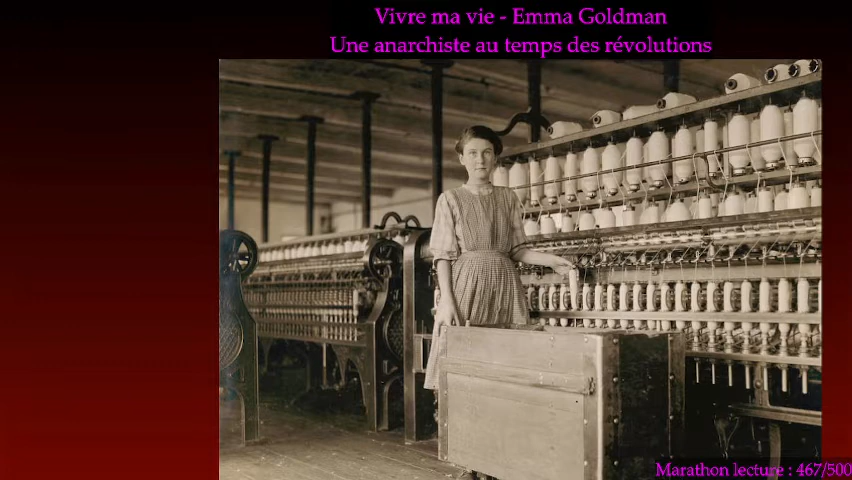 Vivre ma vie - Emma Goldman
Une anarchiste au temps des révolutions
Marathon lecture : 467/500